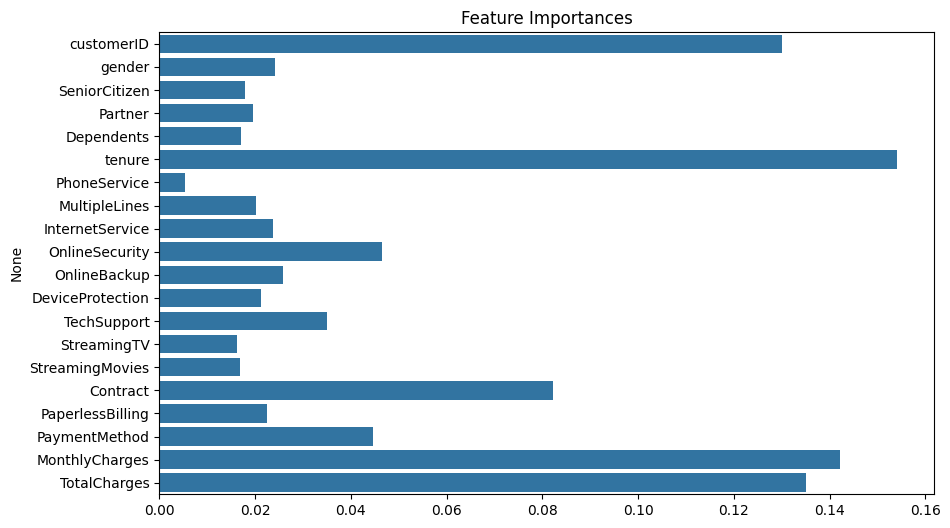 Feature Importances
customerID
gender
SeniorCitizen
Partner
Dependents
tenure
PhoneService
MultipleLines
InternetService
OnlineSecurity
None
OnlineBackup
DeviceProtection
TechSupport
StreamingTV
StreamingMovies
Contract
PaperlessBilling
PaymentMethod
MonthlyCharges
TotalCharges
0.00 0.02 0.04 0.06 0.08 0.10 0.12 0.14 0.16